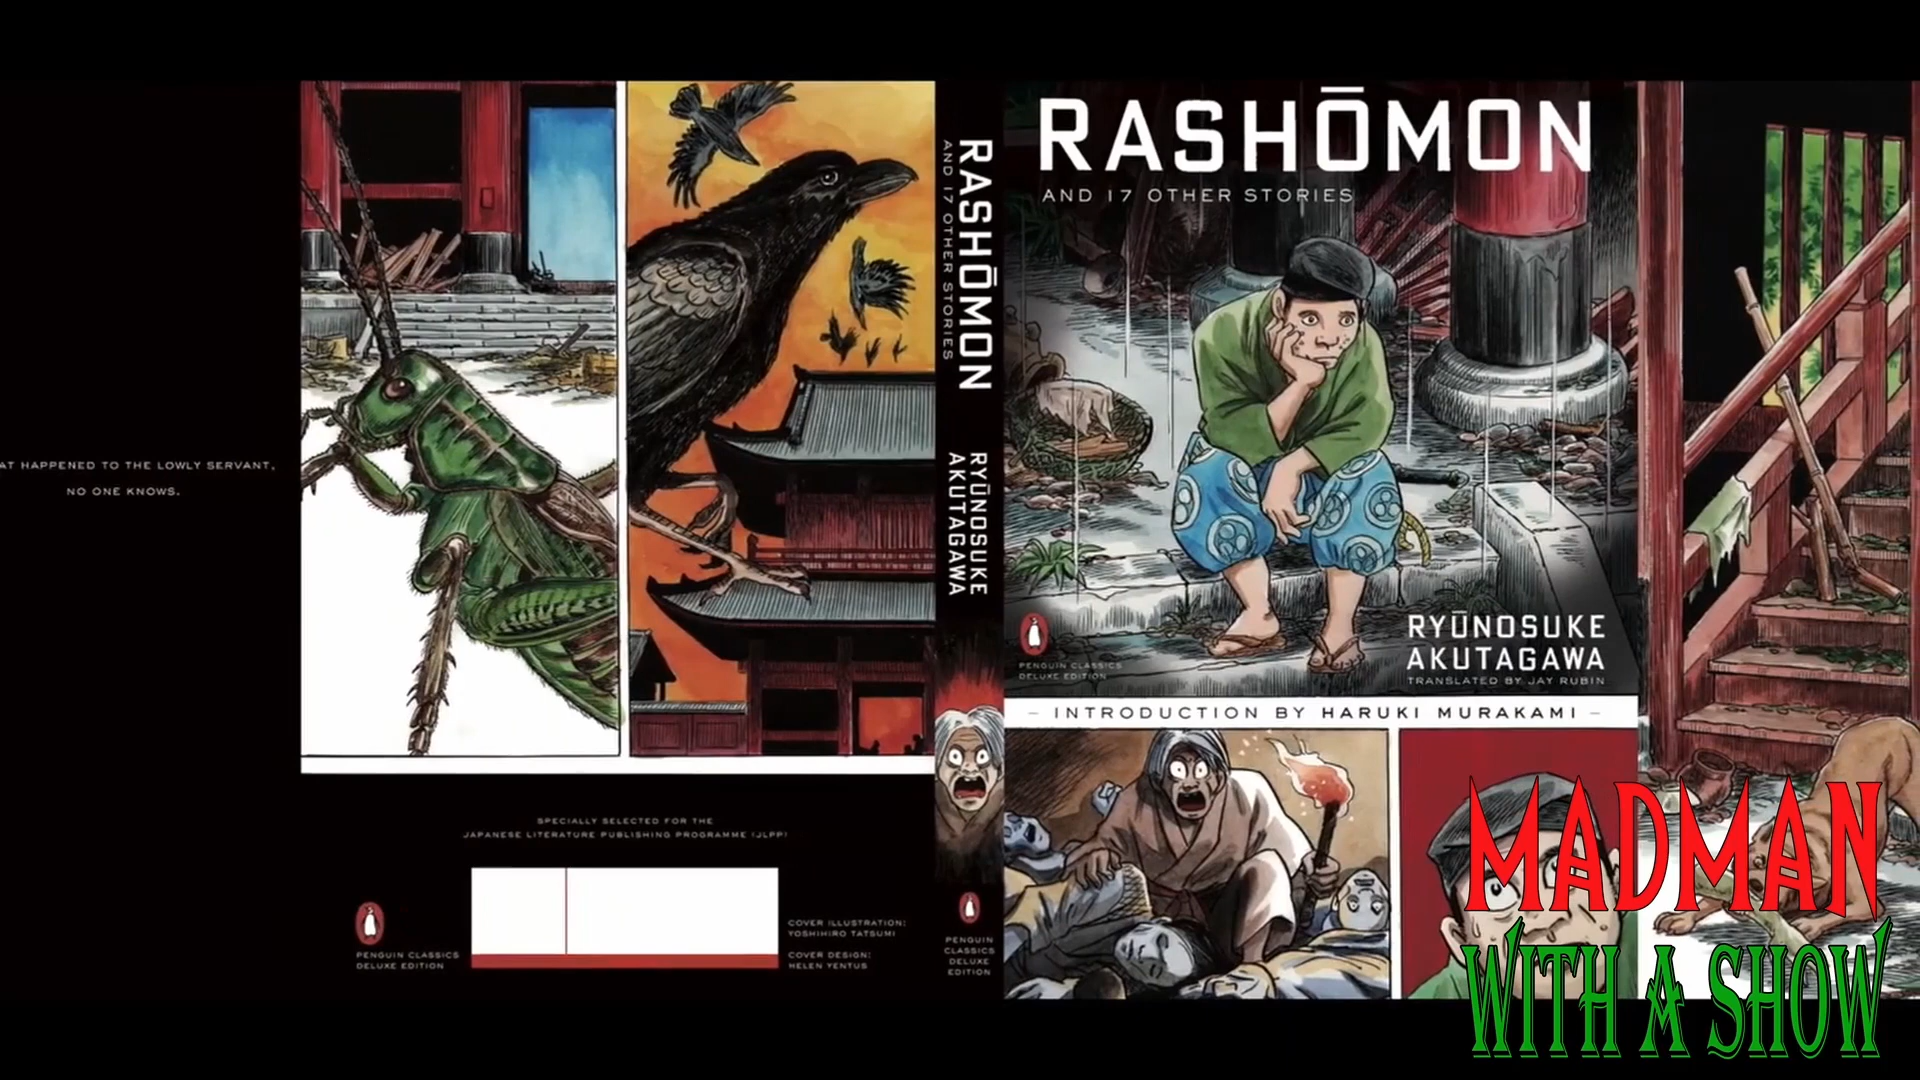 AT HAPPENED TO THE LOWLY SERVANT,
NO ONE KNOWS.
SPECIALLY SELECTED FOR THE
JAPANESE LITERATURE PUBLISHING PROGRAMME (JLPP)
PENGUIN CLASSICS
DELUXE EDITION
COVER ILLUSTRATION:
YOSHIHIRO TATSUMI
COVER DESIGN:
HELEN YENTUS
RASHŌMON
AND 17 OTHER STORIES
RYŪNOSUKE
AKUTAGAWA
PENGUIN
CLASSICS
DELUXE
EDITION
RASHŌMON
AND 17 OTHER STORIES
RYŪNOSUKE
AKUTAGAWA
TRANSLATED BY JAY RUBIN
PENGUIN CLASSICS
DELUXE EDITION
– INTRODUCTION BY HARUKI MURAKAMI –
MADMAN
WITH A SHOW